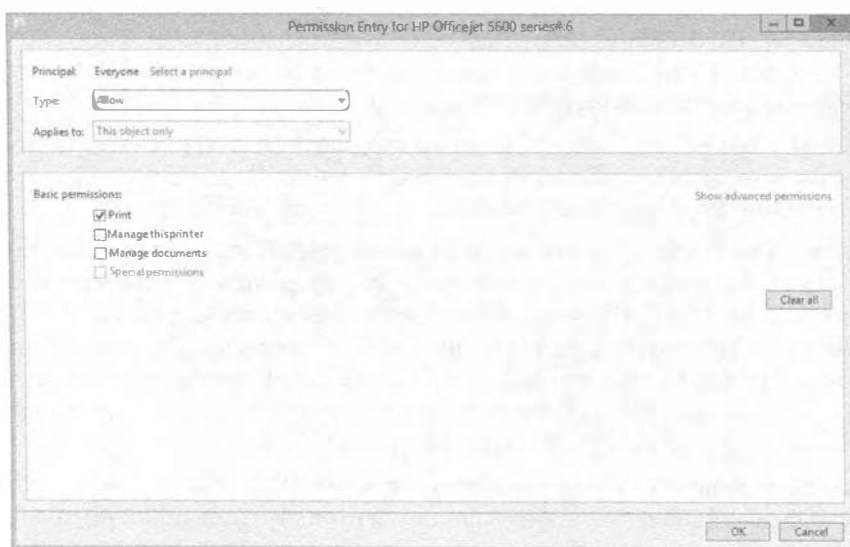 Permission Entry for HP Officejet 5600 series#:6
Principal: Everyone Select a principal
Type: Allow
Applies to: This object only
Basic permissions:
Show advanced permissions
Print
Manage this printer
Manage documents
Special permissions
Clear all
OK Cancel